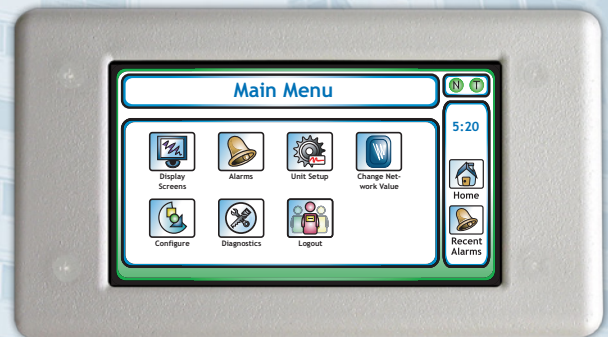 Main Menu
N T
5:20
Display
Screens
Alarms
Unit Setup
Change Net-
work Value
Home
Configure
Diagnostics
Logout
Recent
Alarms